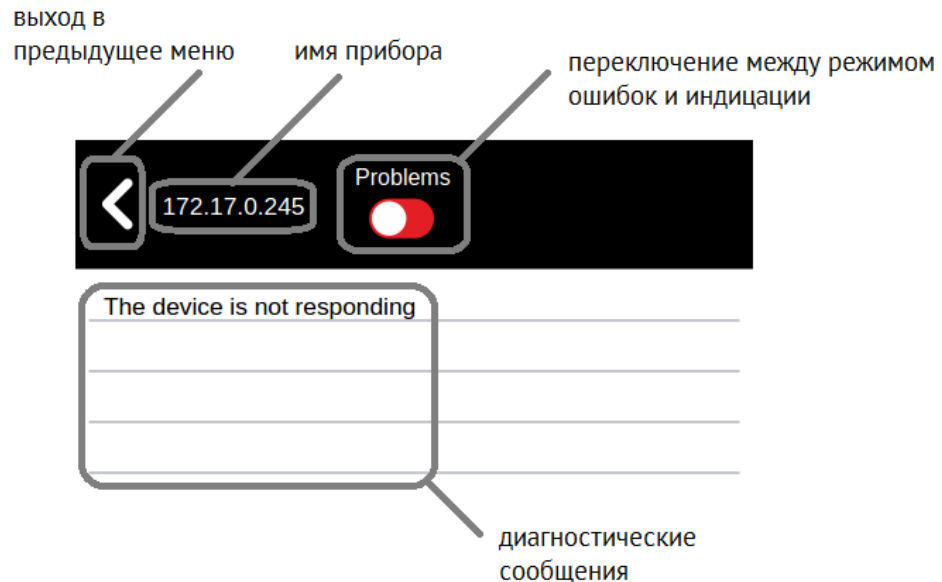 выход в
предыдущее меню
имя прибора
переключение между режимом
ошибок и индикации
172.17.0.245
Problems
The device is not responding
диагностические
сообщения